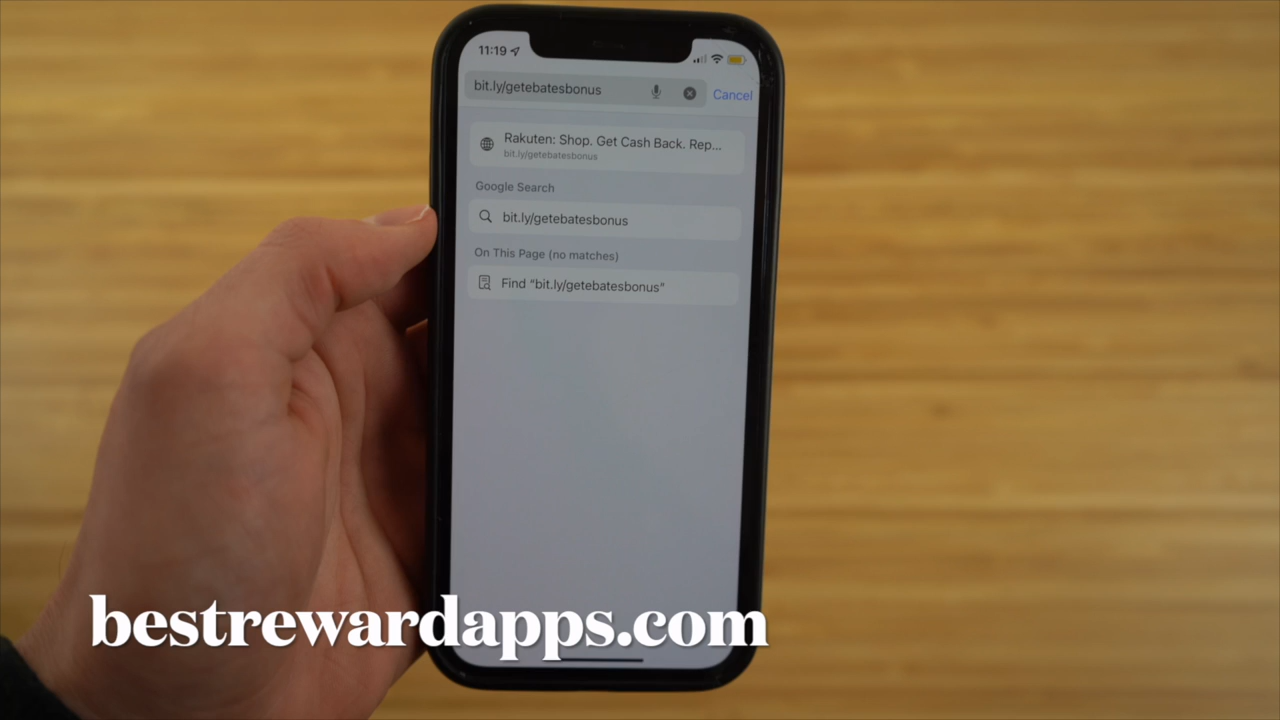 11:19
bit.ly/getebatesbonus
Cancel
Rakuten: Shop. Get Cash Back. Rep...
bit.ly/getebatesbonus
Google Search
bit.ly/getebatesbonus
On This Page (no matches)
Find “bit.ly/getebatesbonus”
bestrewardapps.com